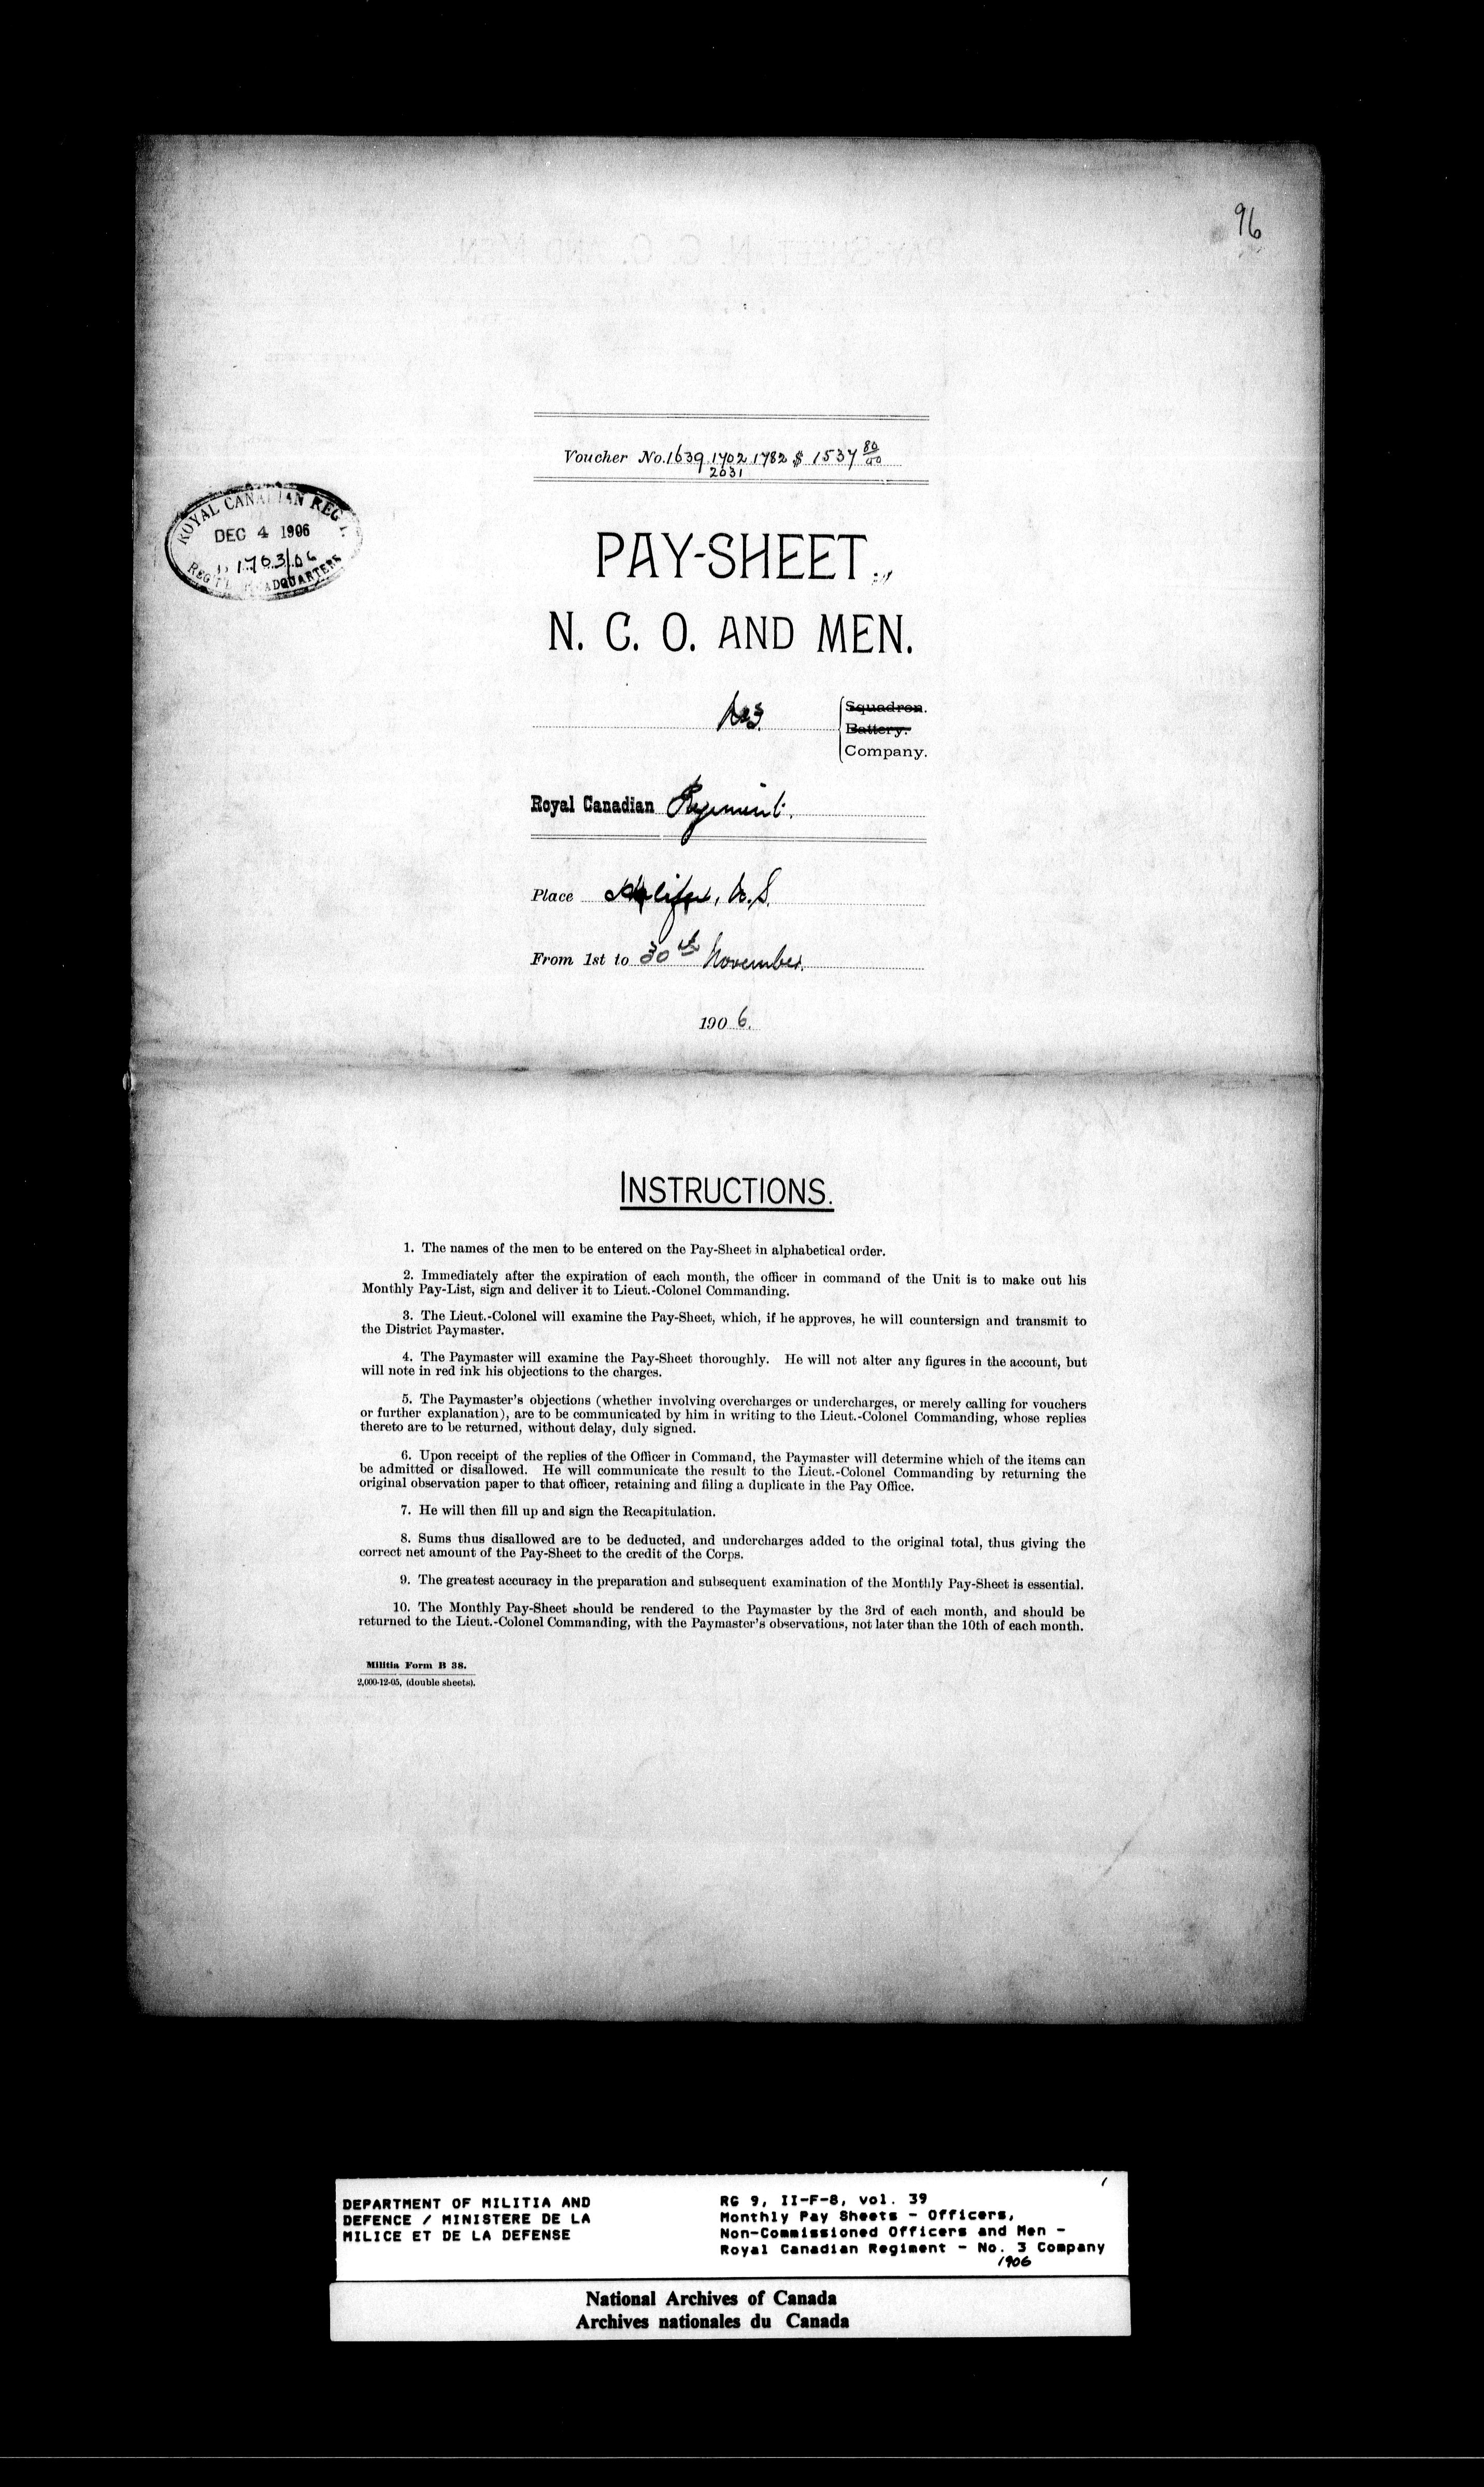 96
Voucher No. 1639 1702 1782 $ 1537 80/00
2031
ROYAL CANADIAN REG'T.
DEC 4 1906
1763/06
REG'T'L HEADQUARTERS
PAY-SHEET
N. C. O. AND MEN.
No 3.
Squadron.
Battery.
Company.
Royal Canadian Regiment.
Place Halifax, N.S.
From 1st to 30th November.
1906.
INSTRUCTIONS.
1. The names of the men to be entered on the Pay-Sheet in alphabetical order.
2. Immediately after the expiration of each month, the officer in command of the Unit is to make out his
Monthly Pay-List, sign and deliver it to Lieut.-Colonel Commanding.
3. The Lieut.-Colonel will examine the Pay-Sheet, which, if he approves, he will countersign and transmit to
the District Paymaster.
4. The Paymaster will examine the Pay-Sheet thoroughly. He will not alter any figures in the account, but
will note in red ink his objections to the charges.
5. The Paymaster's objections (whether involving overcharges or undercharges, or merely calling for vouchers
or further explanation), are to be communicated by him in writing to the Lieut.-Colonel Commanding, whose replies
thereto are to be returned, without delay, duly signed.
6. Upon receipt of the replies of the Officer in Command, the Paymaster will determine which of the items can
be admitted or disallowed. He will communicate the result to the Lieut.-Colonel Commanding by returning the
original observation paper to that officer, retaining and filing a duplicate in the Pay Office.
7. He will then fill up and sign the Recapitulation.
8. Sums thus disallowed are to be deducted, and undercharges added to the original total, thus giving the
correct net amount of the Pay-Sheet to the credit of the Corps.
9. The greatest accuracy in the preparation and subsequent examination of the Monthly Pay-Sheet is essential.
10. The Monthly Pay-Sheet should be rendered to the Paymaster by the 3rd of each month, and should be
returned to the Lieut.-Colonel Commanding, with the Paymaster's observations, not later than the 10th of each month.
Militia Form B 38.
2,000-12-05, (double sheets).
1
DEPARTMENT OF MILITIA AND
DEFENCE / MINISTERE DE LA
MILICE ET DE LA DEFENSE
RG 9, II-F-8, vol. 39
Monthly Pay Sheets - Officers,
Non-Commissioned Officers and Men -
Royal Canadian Regiment - No. 3 Company
1906
National Archives of Canada
Archives nationales du Canada